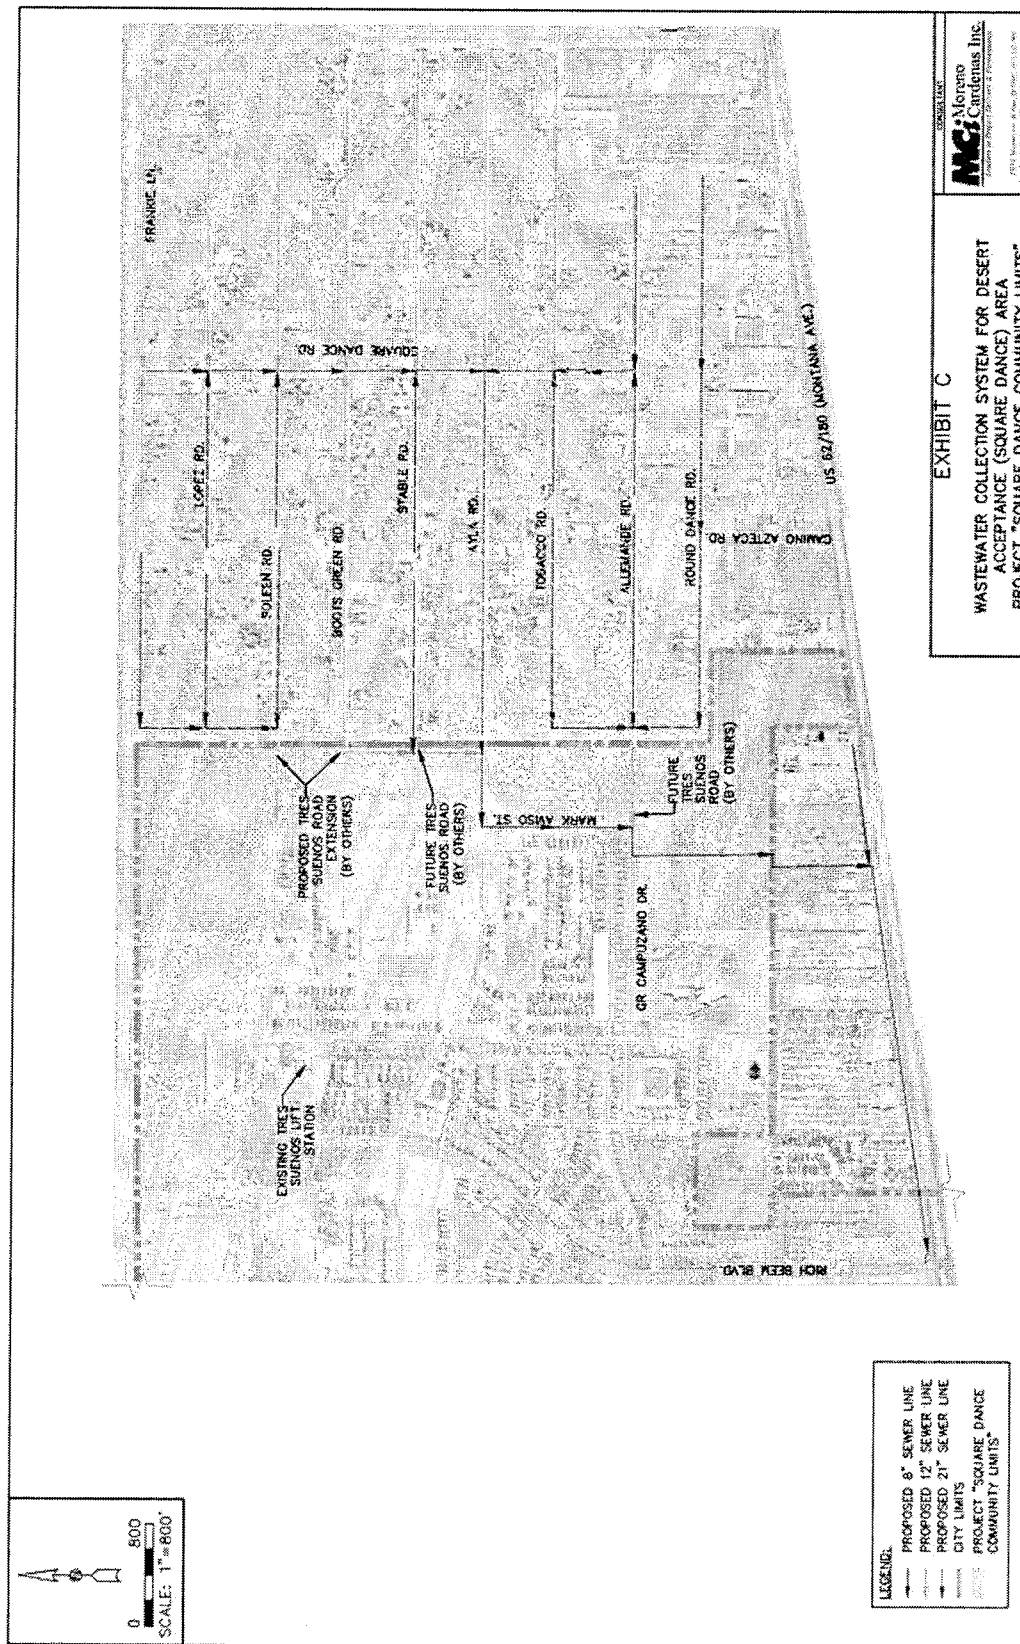 0 800
SCALE: 1"=800'
FRANKIE LN.
SQUARE DANCE RD.
LOPEZ RD.
POLEEN RD.
BOOTS GREEN RD.
STABLE RD.
AYLA RD.
TOBACCO RD.
ALLEMANDE RD.
ROUND DANCE RD.
CAMINO AZTECA RD.
US 62/180 (MONTANA AVE.)
PROPOSED TRES
SUENOS ROAD
EXTENSION
(BY OTHERS)
FUTURE TRES
SUENOS ROAD
(BY OTHERS)
MARK AVISO ST.
FUTURE
TRES
SUENOS
ROAD
(BY OTHERS)
GR CAMPUZANO DR.
EXISTING TRES
SUENOS LIFT
STATION
RICH BEEM BLVD
LEGEND:
PROPOSED 8" SEWER LINE
PROPOSED 12" SEWER LINE
PROPOSED 21" SEWER LINE
CITY LIMITS
PROJECT "SQUARE DANCE
COMMUNITY LIMITS"
EXHIBIT C
WASTEWATER COLLECTION SYSTEM FOR DESERT
ACCEPTANCE (SQUARE DANCE) AREA
PROJECT "SQUARE DANCE COMMUNITY LIMITS"
CONSULTANT
MCi Moreno
Cardenas Inc.